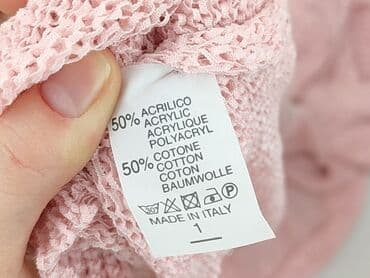 50% ACRILICO
ACRYLIC
ACRYLIQUE
POLYACRYL
50% COTONE
COTTON
COTON
BAUMWOLLE
P
MADE IN ITALY
1